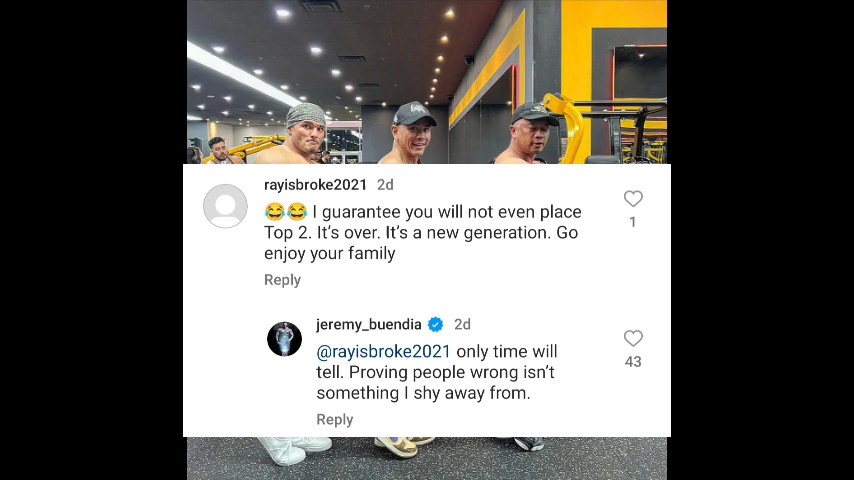 rayisbroke2021 2d
😂😂 I guarantee you will not even place
Top 2. It's over. It's a new generation. Go
enjoy your family
1
Reply
jeremy_buendia 2d
@rayisbroke2021 only time will
tell. Proving people wrong isn't
something I shy away from.
43
Reply